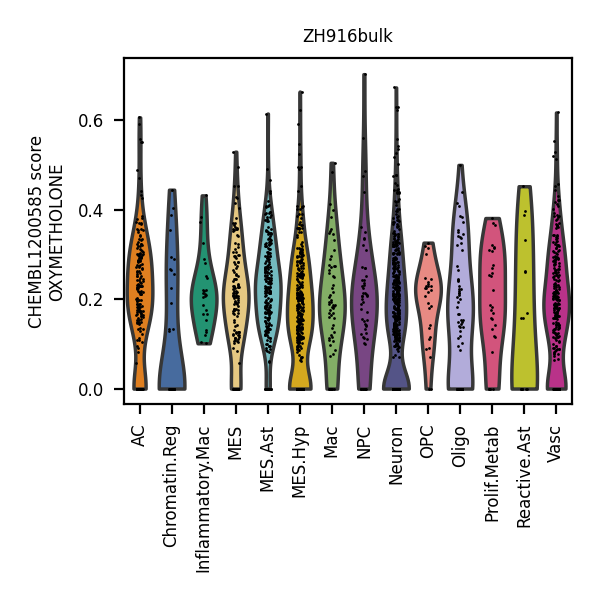 ZH916bulk
CHEMBL1200585 score
OXYMETHOLONE
0.6
0.4
0.2
0.0
AC
Chromatin.Reg
Inflammatory.Mac
MES
MES.Ast
MES.Hyp
Mac
NPC
Neuron
OPC
Oligo
Prolif.Metab
Reactive.Ast
Vasc